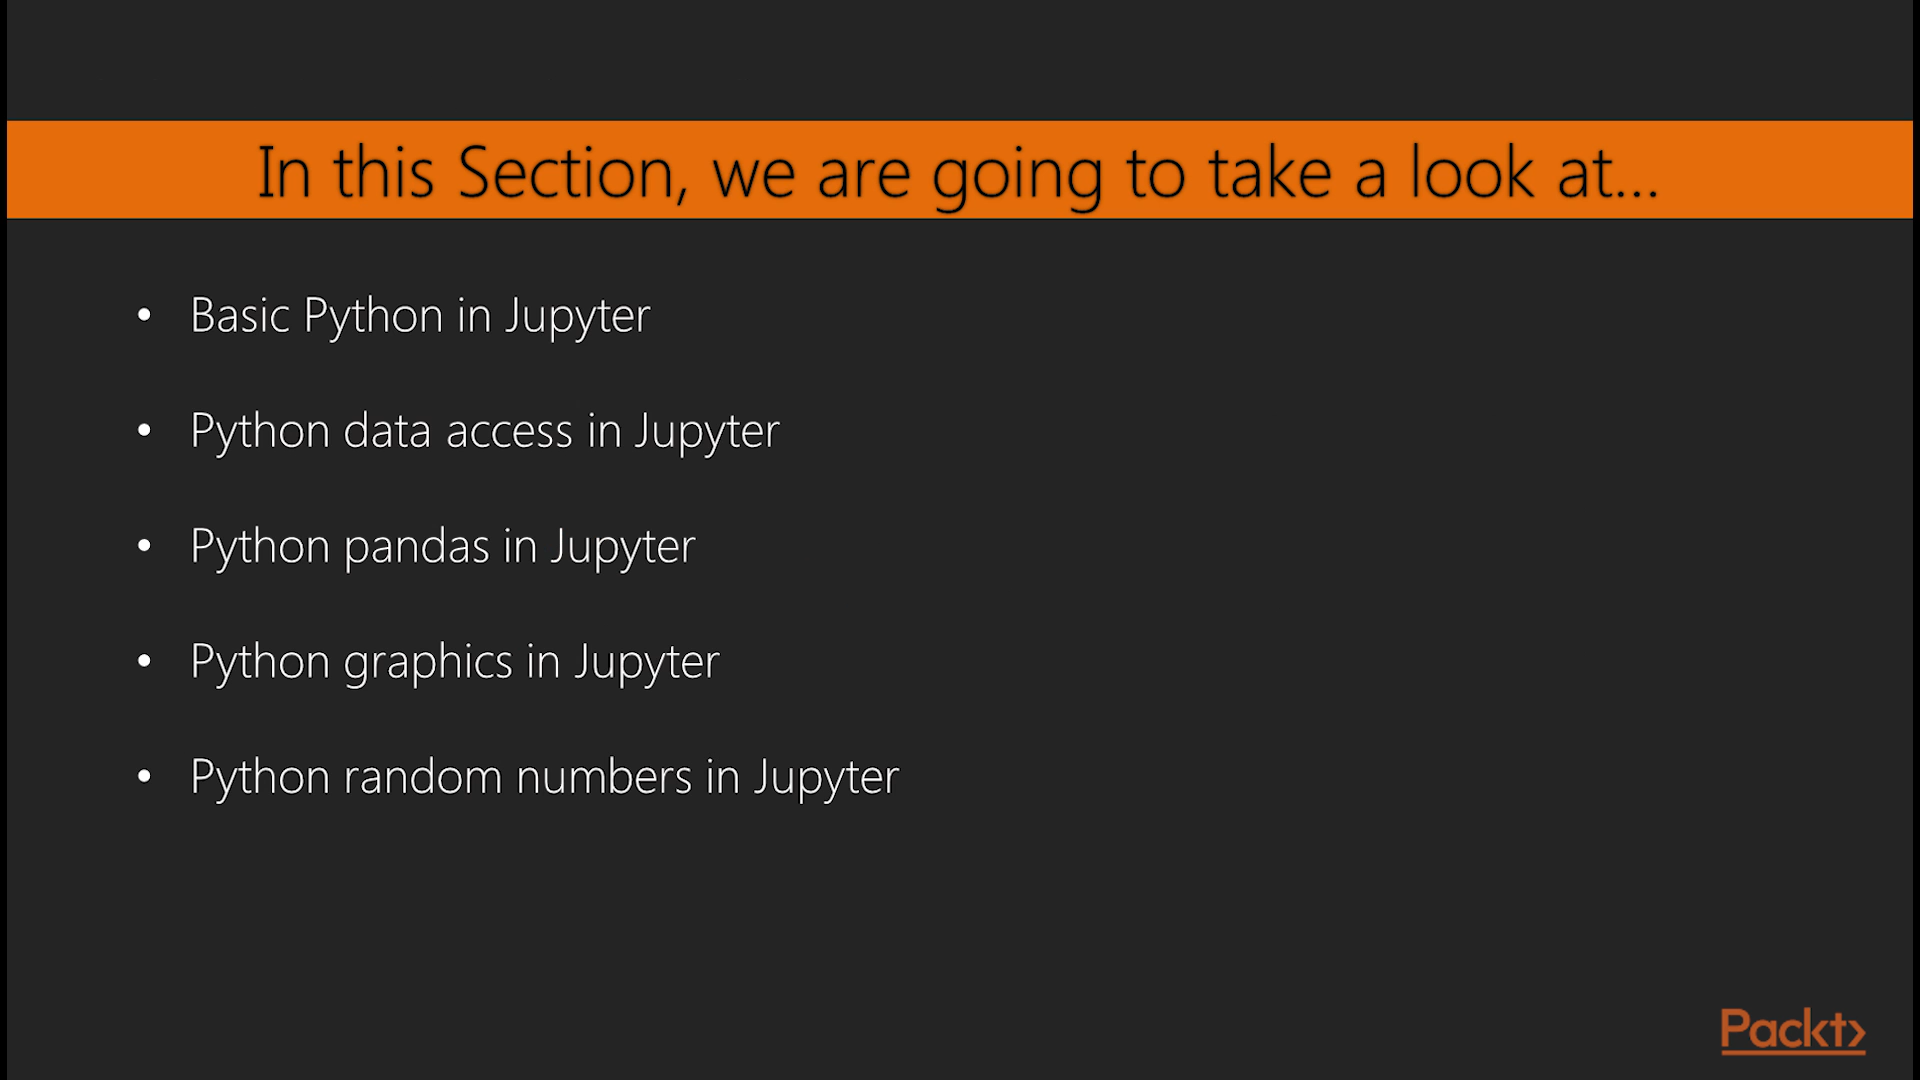 In this Section, we are going to take a look at...
• Basic Python in Jupyter
• Python data access in Jupyter
• Python pandas in Jupyter
• Python graphics in Jupyter
• Python random numbers in Jupyter
Packt>